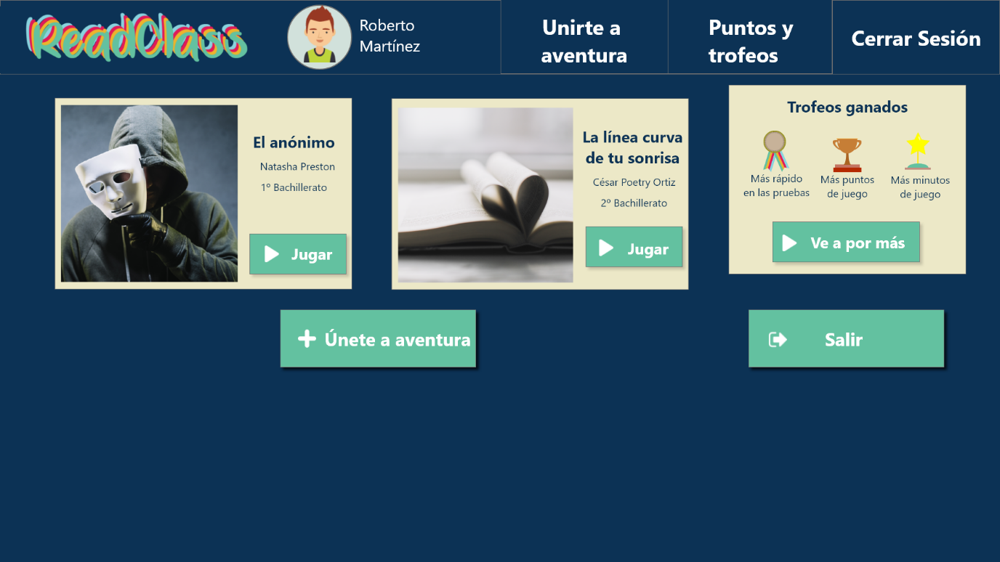 ReadClass
Roberto
Martínez
Unirte a
aventura
Puntos y
trofeos
Cerrar Sesión
El anónimo
Natasha Preston
1º Bachillerato
Jugar
La línea curva
de tu sonrisa
César Poetry Ortiz
2º Bachillerato
Jugar
Trofeos ganados
Más rápido
en las pruebas
Más puntos
de juego
Más minutos
de juego
Ve a por más
Únete a aventura
Salir